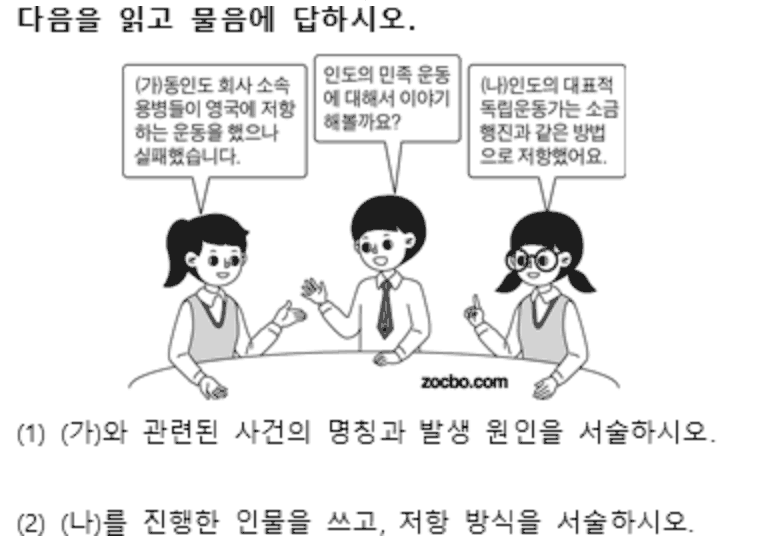 다음을 읽고 물음에 답하시오.
(가)동인도 회사 소속
용병들이 영국에 저항
하는 운동을 했으나
실패했습니다.
인도의 민족 운동
에 대해서 이야기
해볼까요?
(나)인도의 대표적
독립운동가는 소금
행진과 같은 방법
으로 저항했어요.
zocbo.com
(1) (가)와 관련된 사건의 명칭과 발생 원인을 서술하시오.
(2) (나)를 진행한 인물을 쓰고, 저항 방식을 서술하시오.